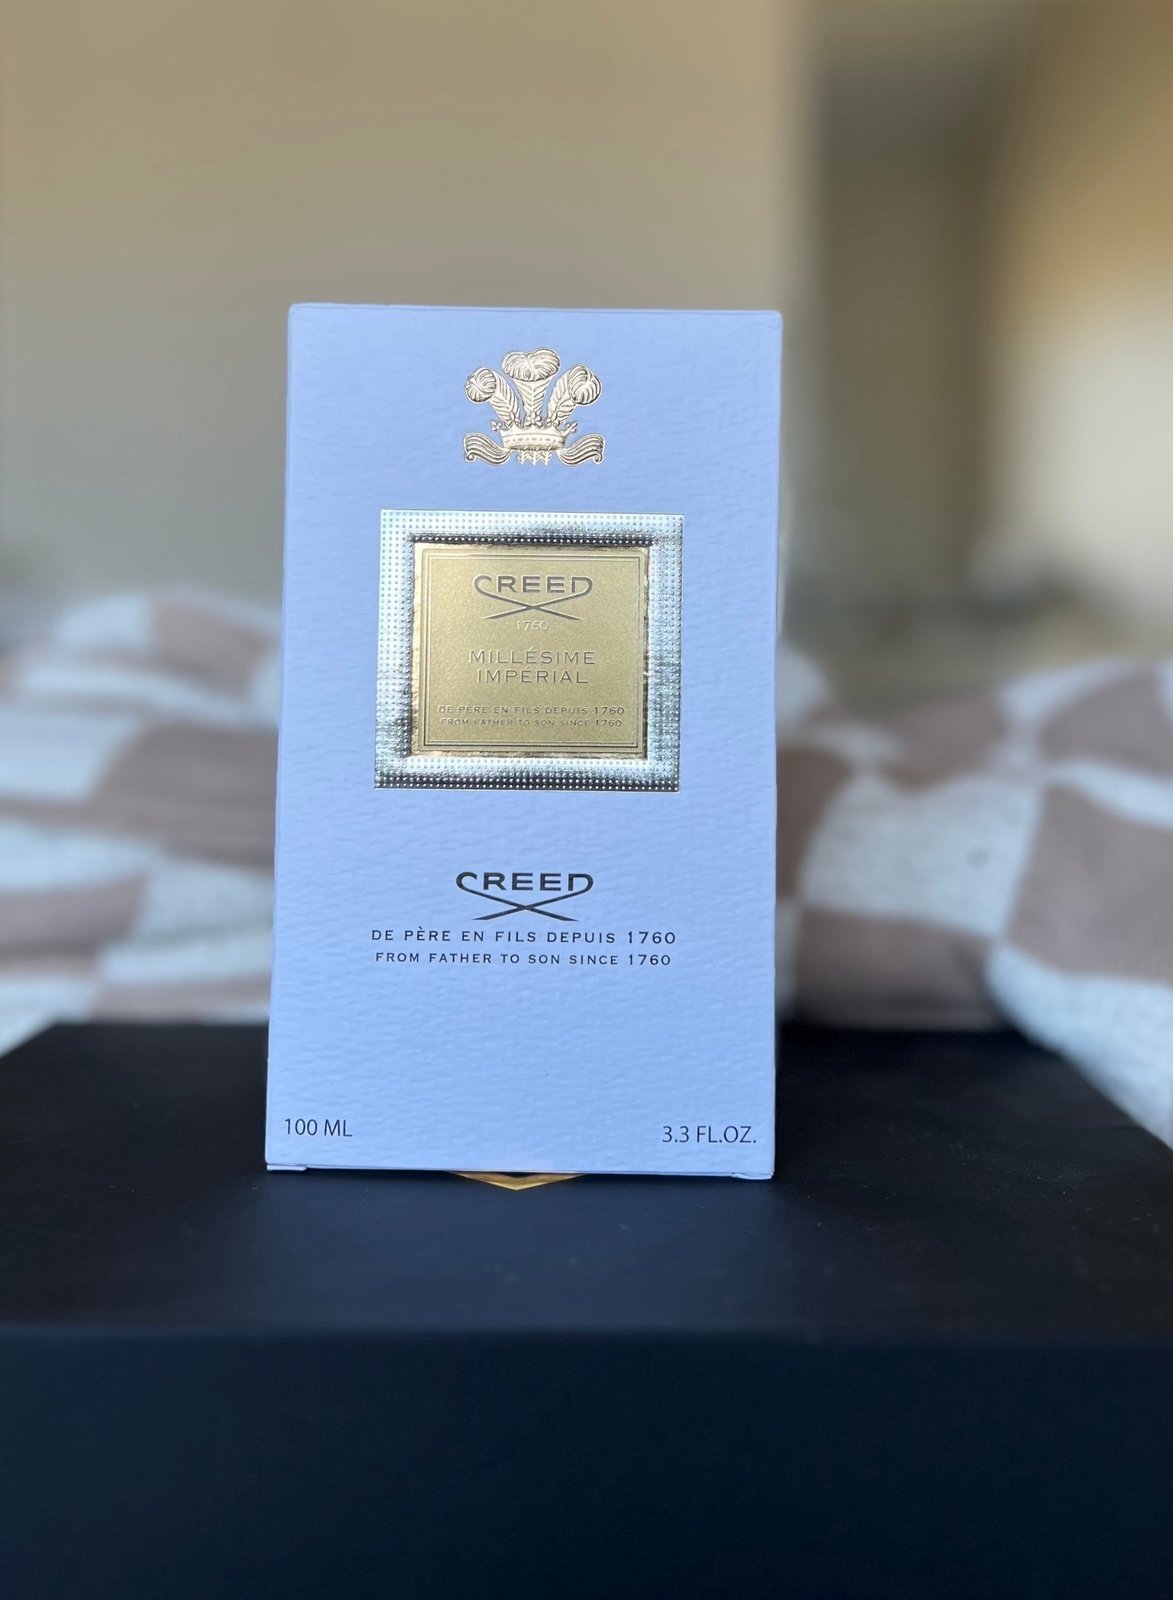 CREED
1760
MILLÉSIME
IMPÉRIAL
DE PÈRE EN FILS DEPUIS 1760
FROM FATHER TO SON SINCE 1760
CREED
DE PÈRE EN FILS DEPUIS 1760
FROM FATHER TO SON SINCE 1760
100 ML
3.3 FL.OZ.